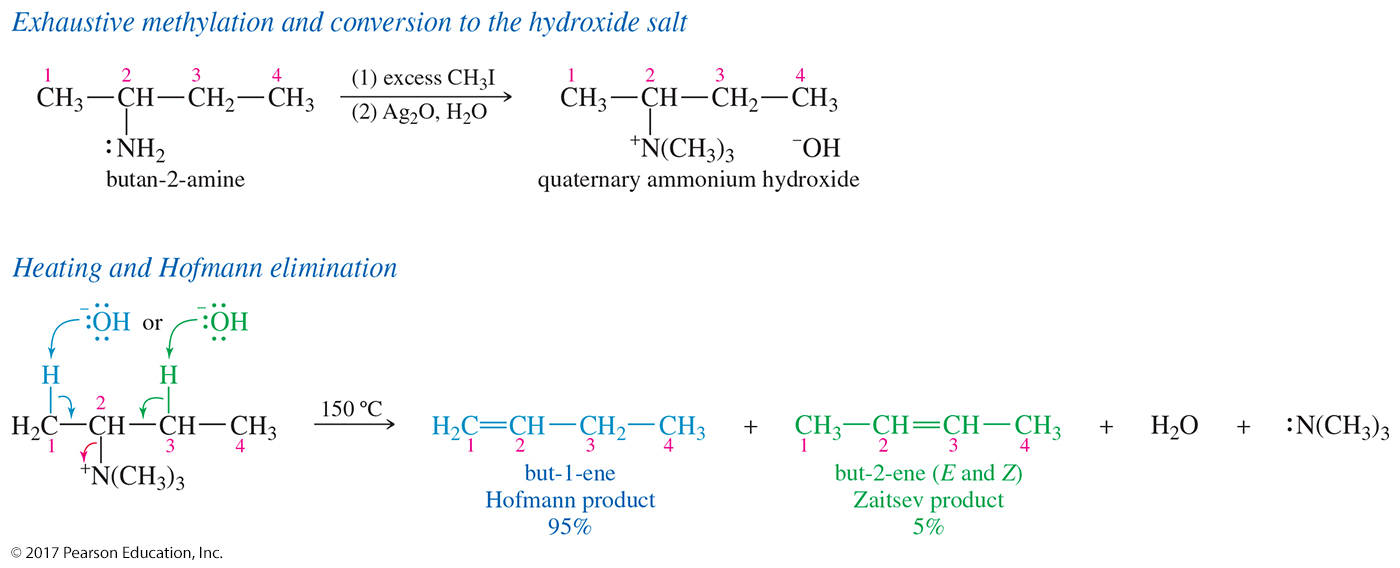 Exhaustive methylation and conversion to the hydroxide salt
1 2 3 4 (1) excess CH₃I 1 2 3 4
CH₃—CH—CH₂—CH₃ (2) Ag₂O, H₂O CH₃—CH—CH₂—CH₃
:NH₂ ⁺N(CH₃)₃ ⁻OH
butan-2-amine quaternary ammonium hydroxide
Heating and Hofmann elimination
⁻:ÖH or ⁻:ÖH
H H
2 150 ºC
H₂C—CH—CH—CH₃ H₂C=CH—CH₂—CH₃ + CH₃—CH=CH—CH₃ + H₂O + :N(CH₃)₃
1 3 4 1 2 3 4 1 2 3 4
⁺N(CH₃)₃ but-1-ene but-2-ene (E and Z)
Hofmann product Zaitsev product
95% 5%
© 2017 Pearson Education, Inc.